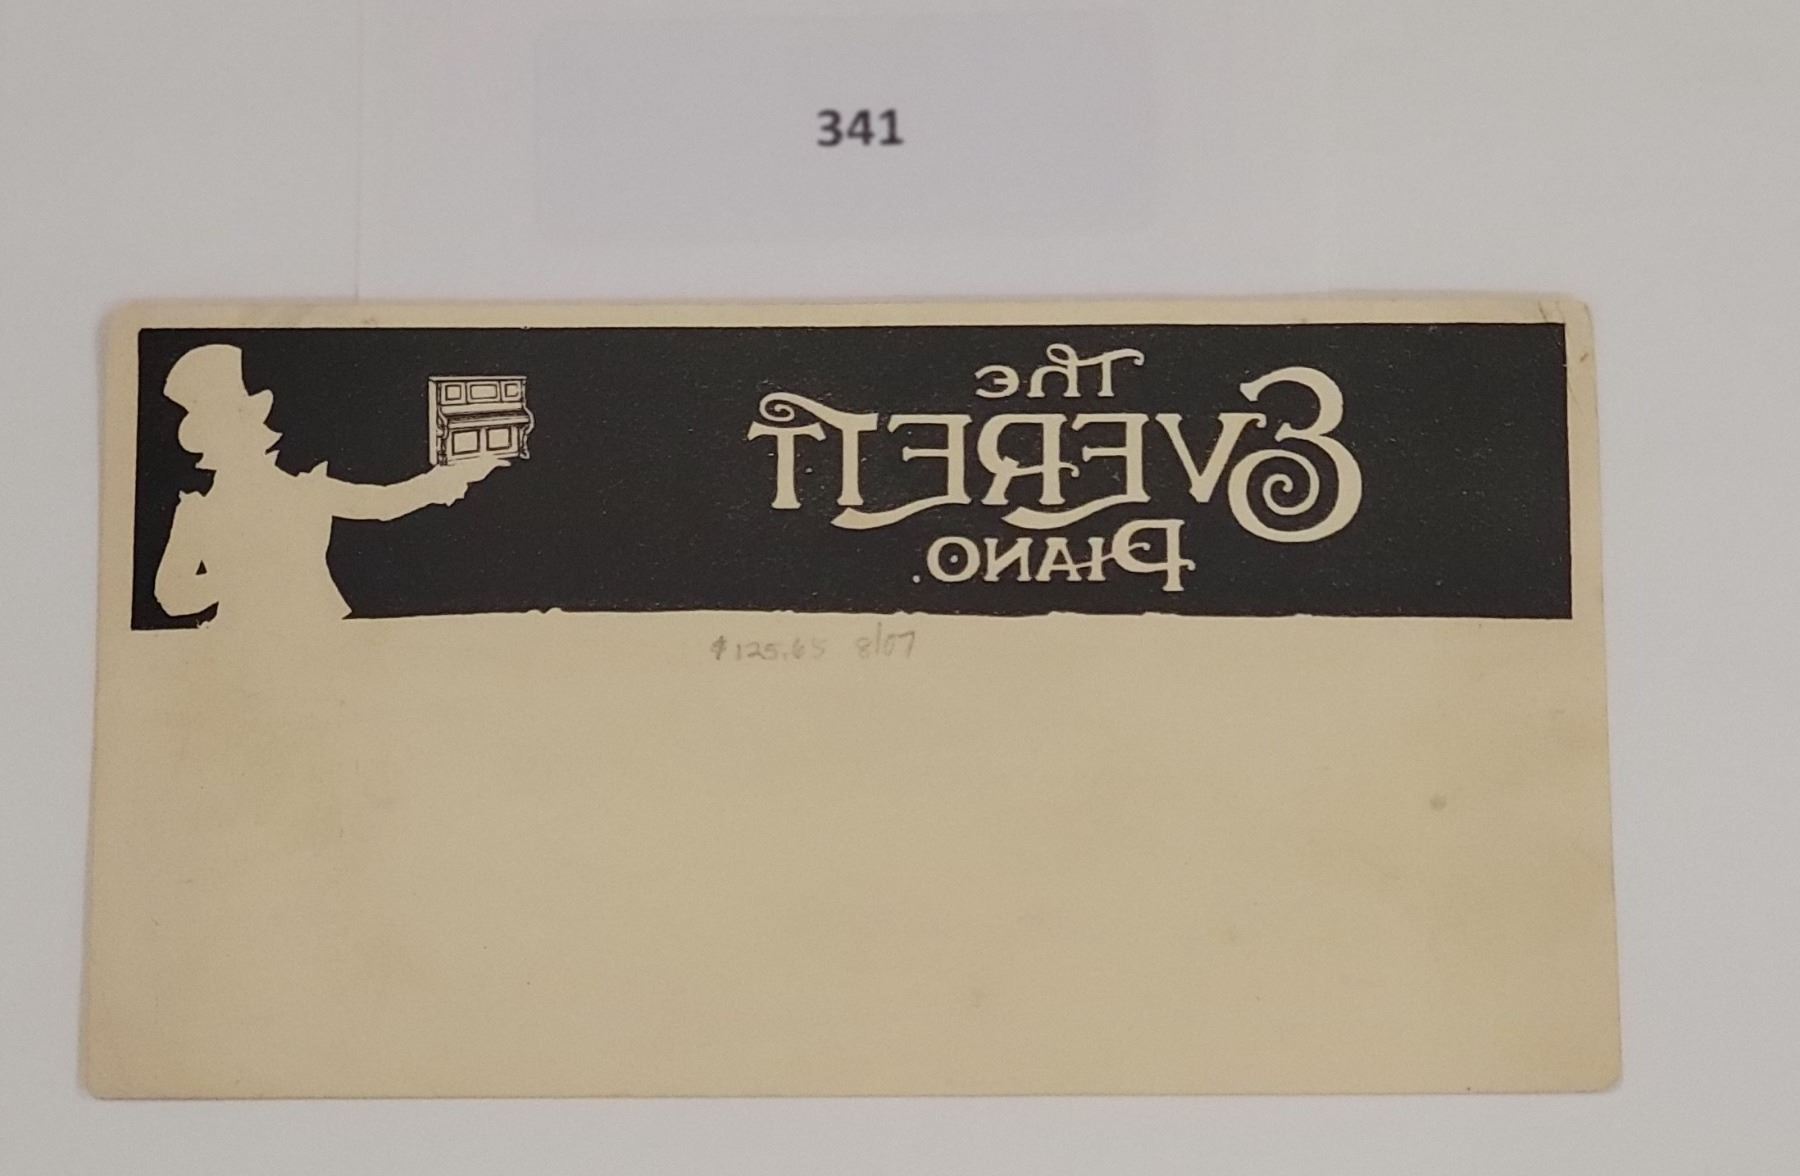 341
The
EVERETT
PIANO.
$125.65 8/07